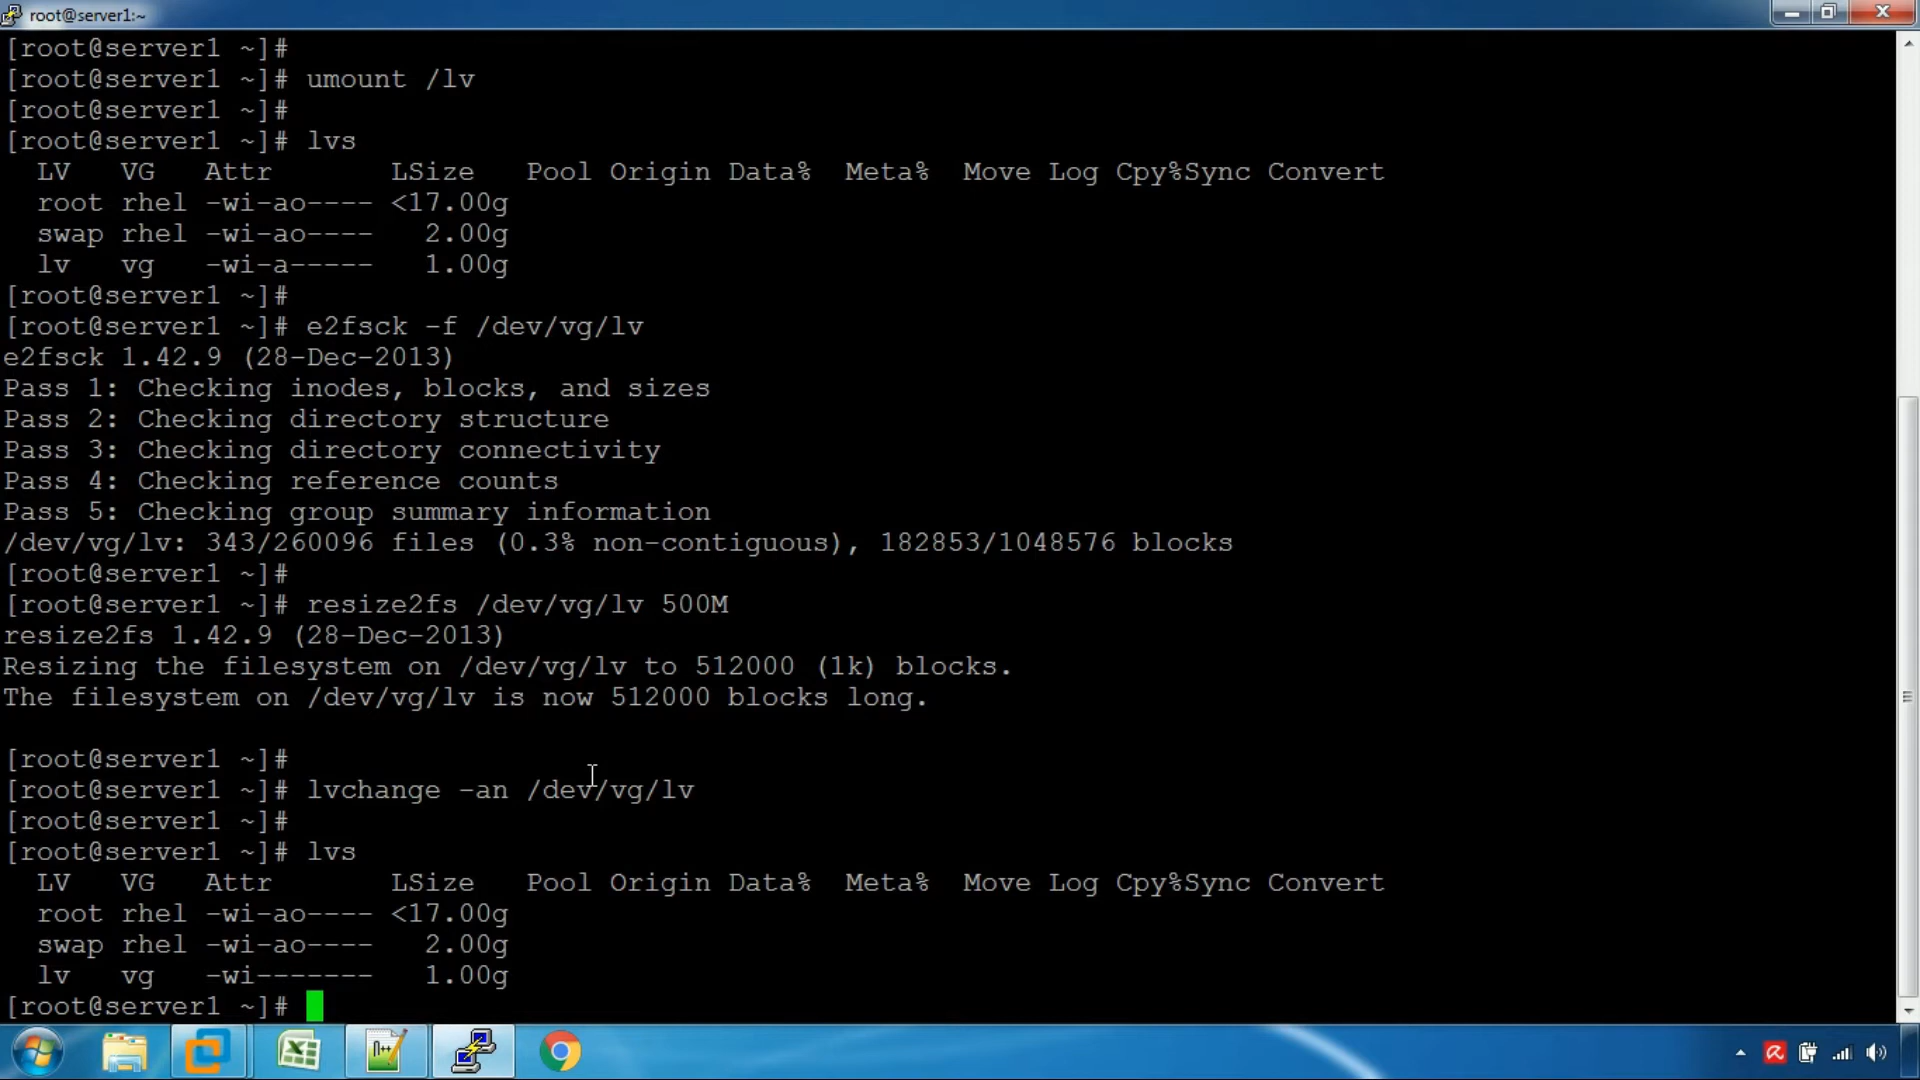 root@server1:~
[root@server1 ~]#
[root@server1 ~]# umount /lv
[root@server1 ~]#
[root@server1 ~]# lvs
  LV   VG   Attr       LSize   Pool Origin Data%  Meta%  Move Log Cpy%Sync Convert
  root rhel -wi-ao---- <17.00g
  swap rhel -wi-ao----   2.00g
  lv   vg   -wi-a-----   1.00g
[root@server1 ~]#
[root@server1 ~]# e2fsck -f /dev/vg/lv
e2fsck 1.42.9 (28-Dec-2013)
Pass 1: Checking inodes, blocks, and sizes
Pass 2: Checking directory structure
Pass 3: Checking directory connectivity
Pass 4: Checking reference counts
Pass 5: Checking group summary information
/dev/vg/lv: 343/260096 files (0.3% non-contiguous), 182853/1048576 blocks
[root@server1 ~]#
[root@server1 ~]# resize2fs /dev/vg/lv 500M
resize2fs 1.42.9 (28-Dec-2013)
Resizing the filesystem on /dev/vg/lv to 512000 (1k) blocks.
The filesystem on /dev/vg/lv is now 512000 blocks long.
[root@server1 ~]#
[root@server1 ~]# lvchange -an /dev/vg/lv
[root@server1 ~]#
[root@server1 ~]# lvs
  LV   VG   Attr       LSize   Pool Origin Data%  Meta%  Move Log Cpy%Sync Convert
  root rhel -wi-ao---- <17.00g
  swap rhel -wi-ao----   2.00g
  lv   vg   -wi-------   1.00g
[root@server1 ~]#